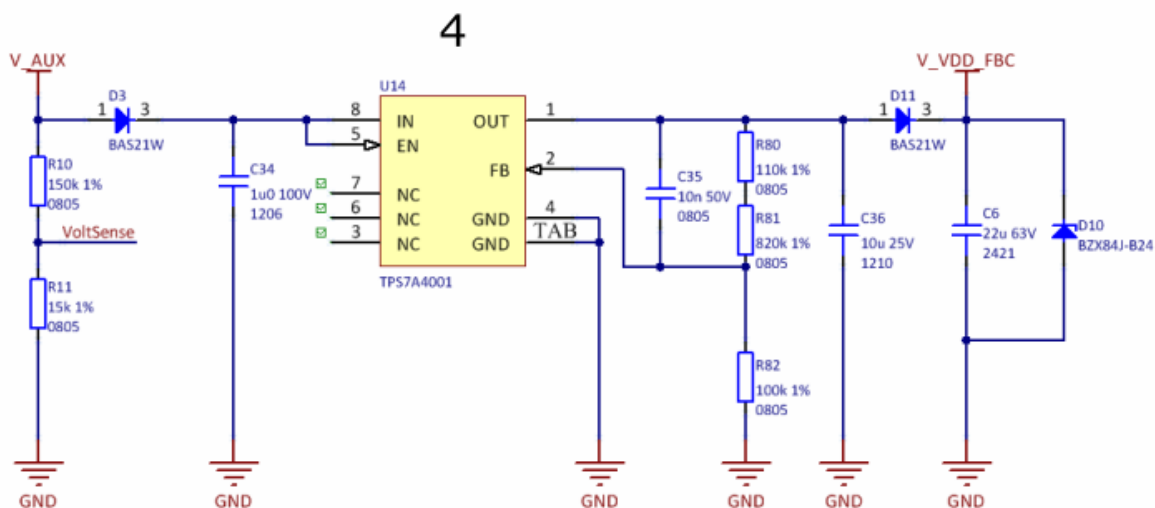 4
V_AUX
V_VDD_FBC
U14
D3
1
3
BAS21W
8
IN
OUT
1
D11
1
3
BAS21W
5
EN
R10
150k 1%
0805
C34
1u0 100V
1206
FB
2
R80
110k 1%
0805
C35
10n 50V
0805
7
NC
6
NC
3
NC
GND
4
GND
TAB
R81
820k 1%
0805
C36
10u 25V
1210
C6
22u 63V
2421
D10
BZX84J-B24
VoltSense
TPS7A4001
R11
15k 1%
0805
R82
100k 1%
0805
GND
GND
GND
GND
GND
GND